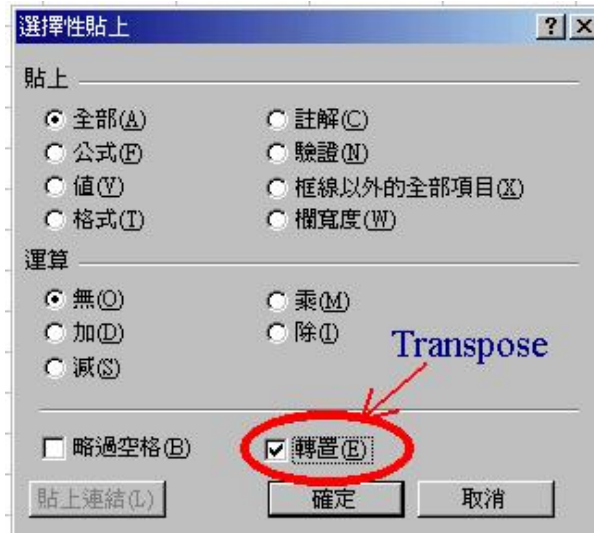 選擇性貼上
貼上
全部(A) 註解(C)
公式(F) 驗證(N)
值(V) 框線以外的全部項目(X)
格式(T) 欄寬度(W)
運算
無(O) 乘(M)
加(D) 除(I)
減(S)
Transpose
略過空格(B) 轉置(E)
貼上連結(L) 確定 取消